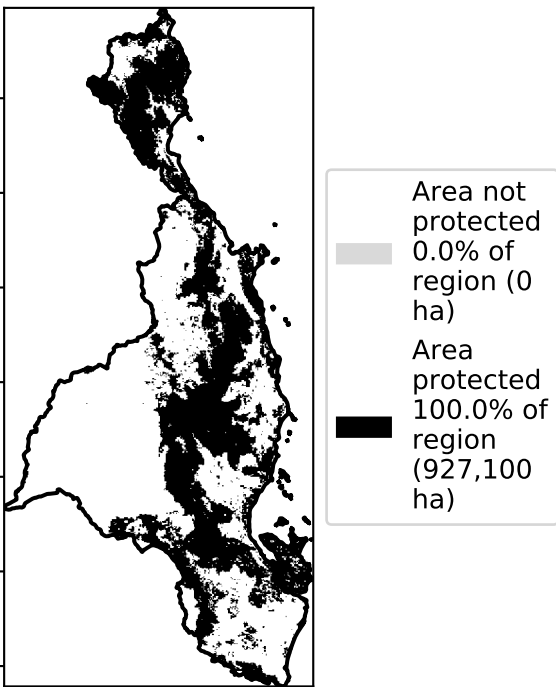 Area not
protected
0.0% of
region (0
ha)
Area
protected
100.0% of
region
(927,100
ha)